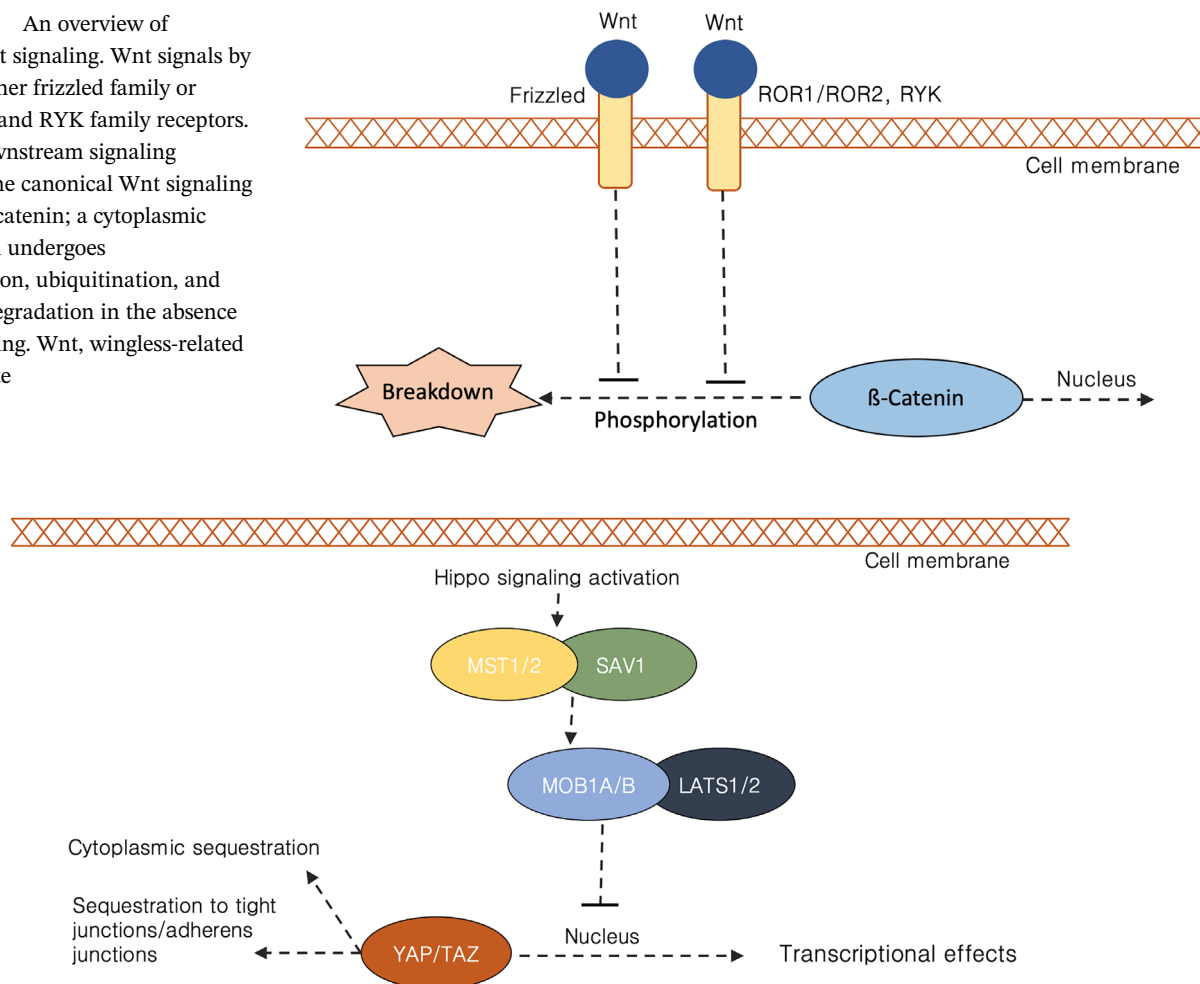 An overview of
t signaling. Wnt signals by
her frizzled family or
and RYK family receptors.
wnstream signaling
he canonical Wnt signaling
catenin; a cytoplasmic
undergoes
on, ubiquitination, and
egradation in the absence
ng. Wnt, wingless-related
te
Wnt
Wnt
Frizzled
ROR1/ROR2, RYK
Cell membrane
Breakdown
Phosphorylation
ß-Catenin
Nucleus
Cell membrane
Hippo signaling activation
MST1/2
SAV1
MOB1A/B
LATS1/2
Cytoplasmic sequestration
Sequestration to tight
junctions/adherens
junctions
YAP/TAZ
Nucleus
Transcriptional effects